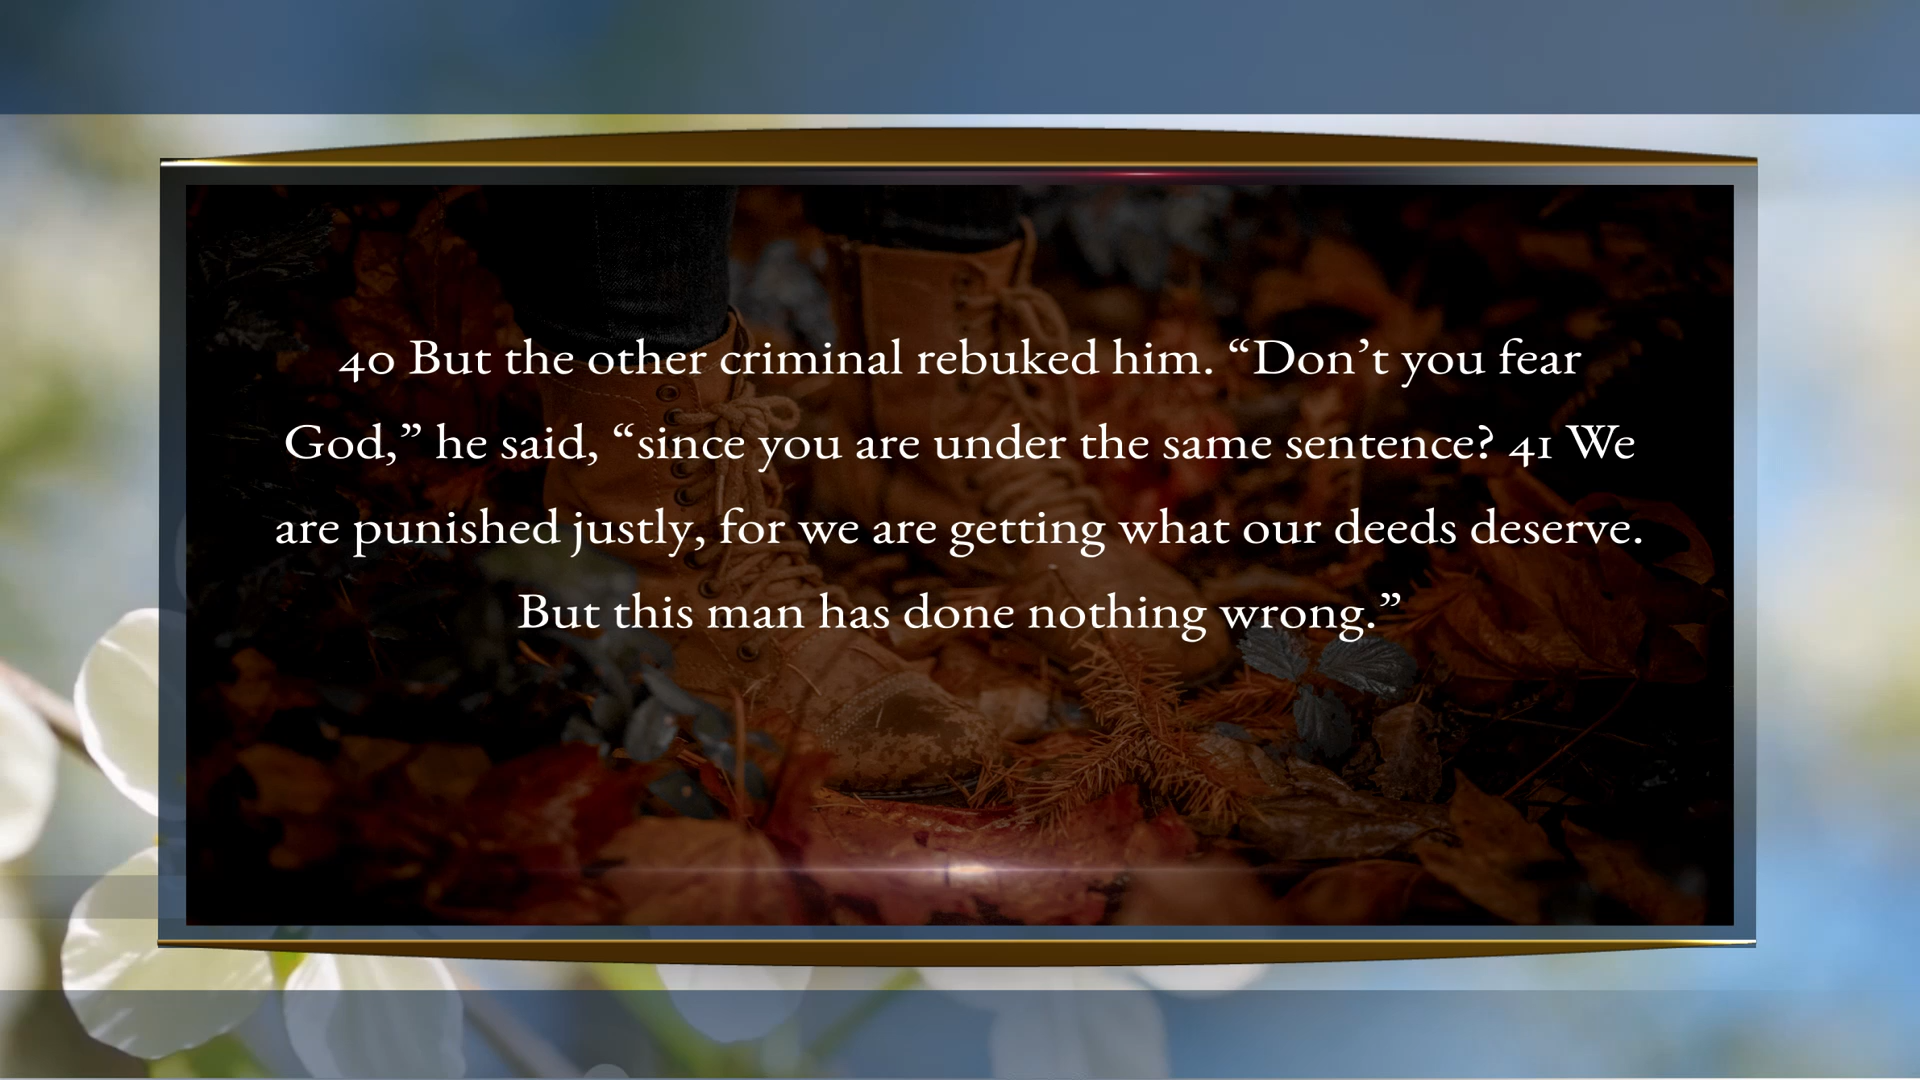 40 But the other criminal rebuked him. “Don’t you fear
God,” he said, “since you are under the same sentence? 41 We
are punished justly, for we are getting what our deeds deserve.
But this man has done nothing wrong.”